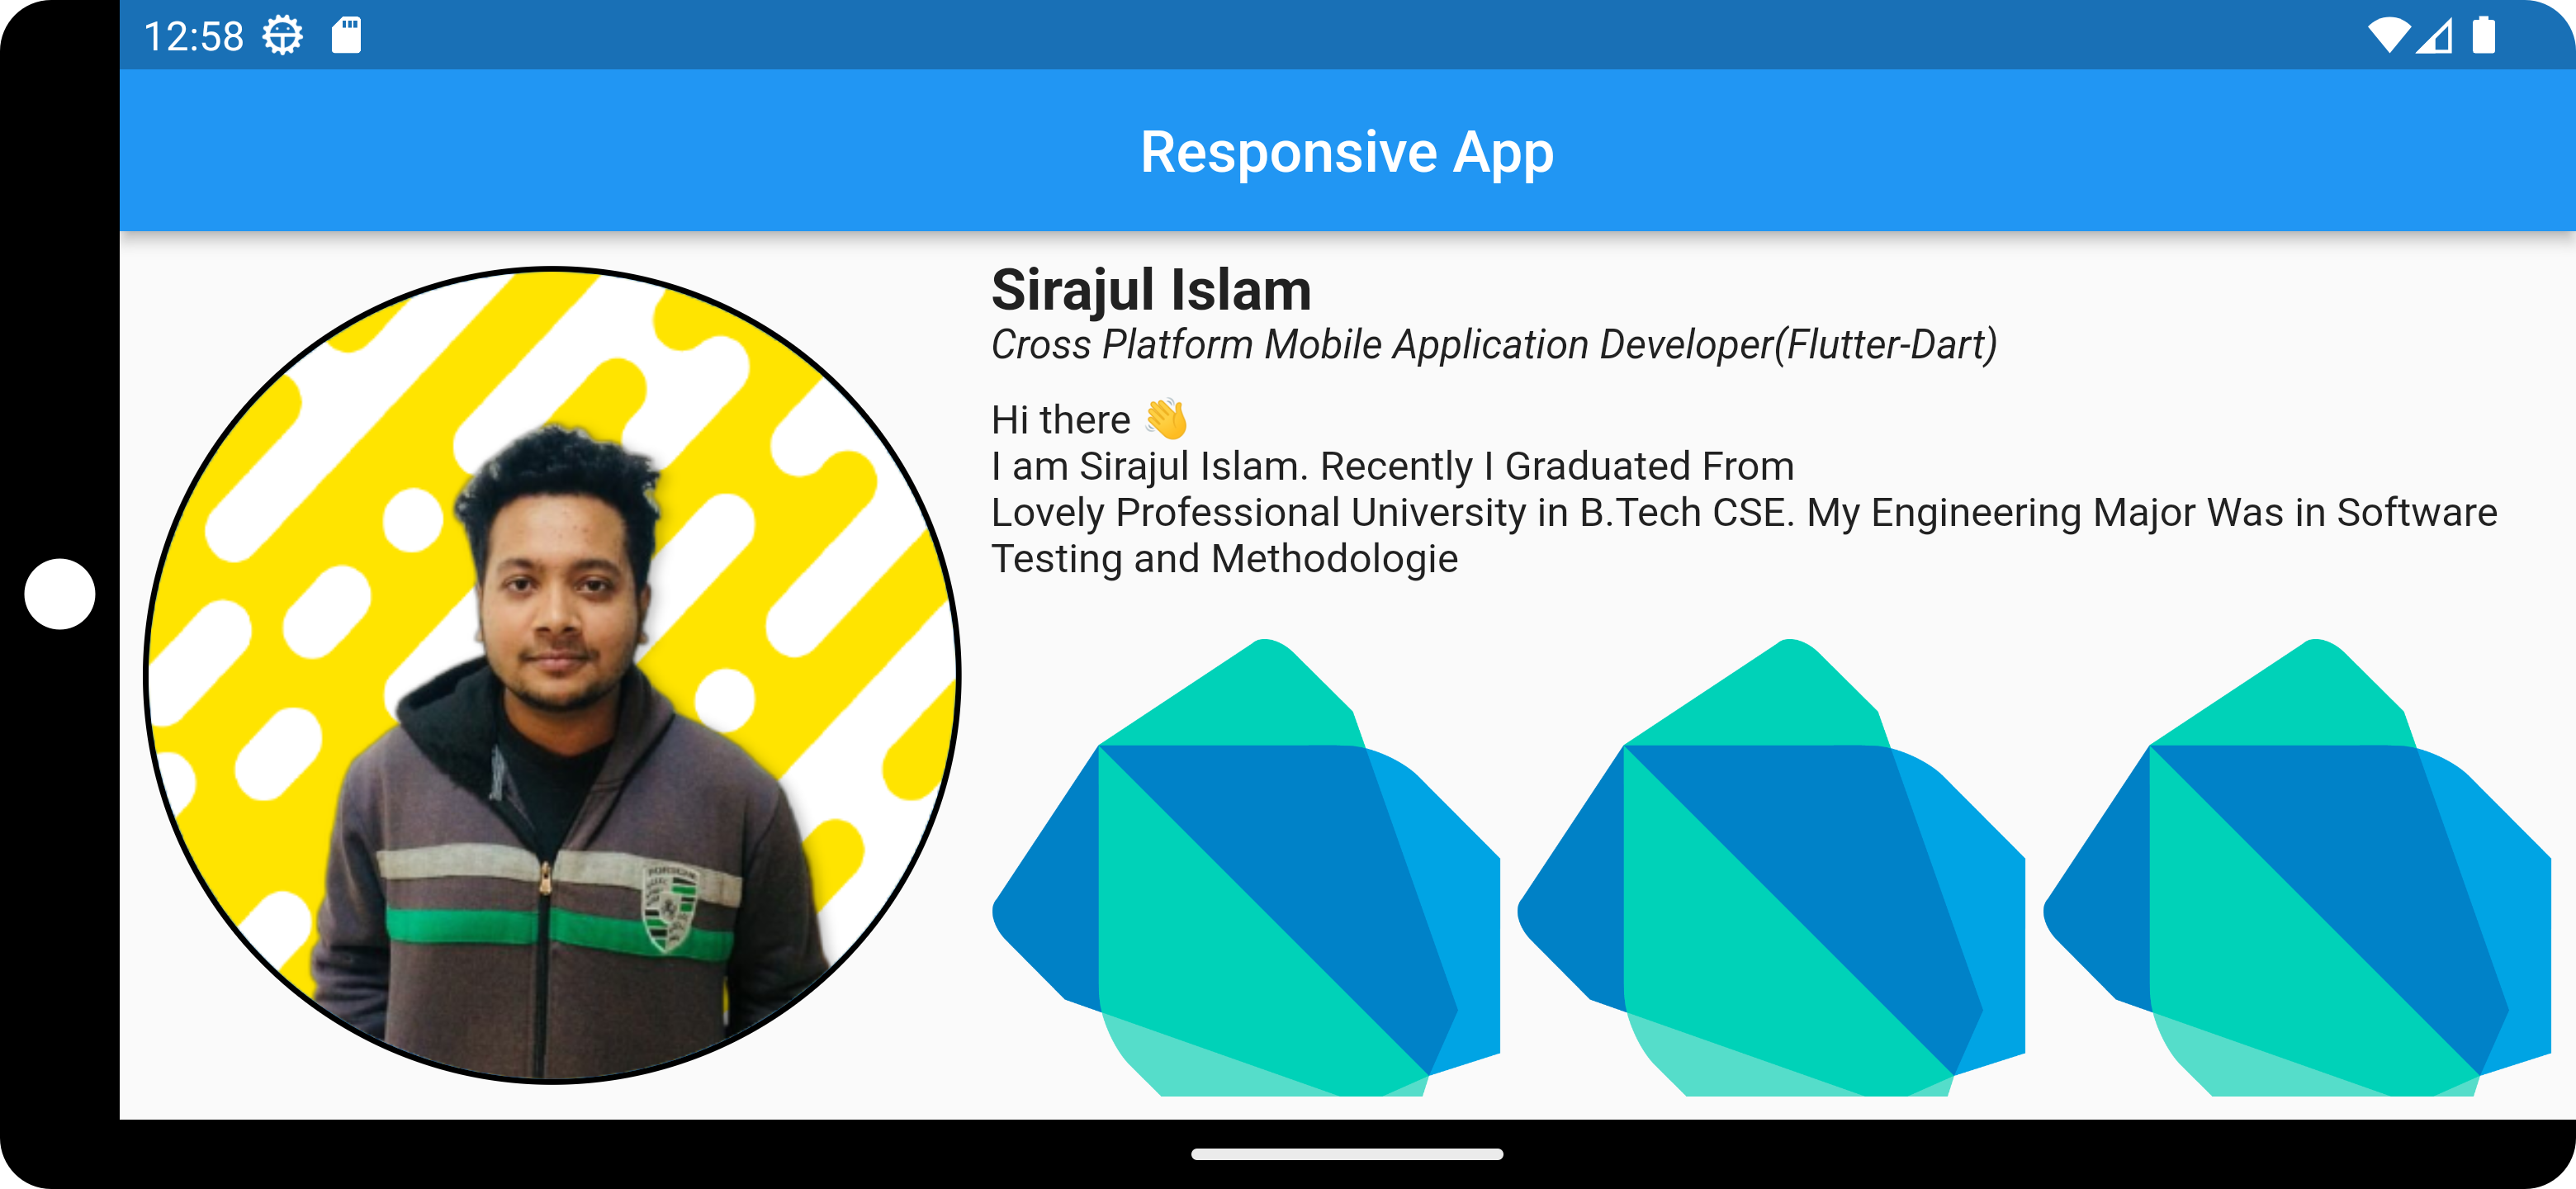 12:58
Responsive App
Sirajul Islam
Cross Platform Mobile Application Developer(Flutter-Dart)
Hi there 👋
I am Sirajul Islam. Recently I Graduated From
Lovely Professional University in B.Tech CSE. My Engineering Major Was in Software
Testing and Methodologie